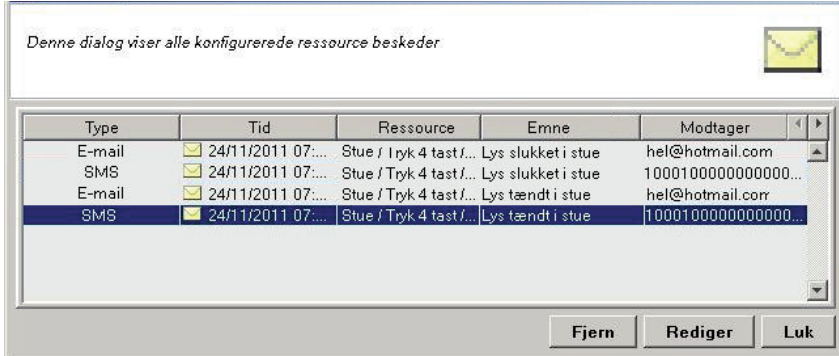 Denne dialog viser alle konfigurerede ressource beskeder
Type Tid Ressource Emne Modtager
E-mail 24/11/2011 07:... Stue / Tryk 4 tast /... Lys slukket i stue hel@hotmail.com
SMS 24/11/2011 07:... Stue / Tryk 4 tast /... Lys slukket i stue 1000100000000000...
E-mail 24/11/2011 07:... Stue / Tryk 4 tast /... Lys tændt i stue hel@hotmail.com
SMS 24/11/2011 07:... Stue / Tryk 4 tast /... Lys tændt i stue 1000100000000000...
Fjern Rediger Luk